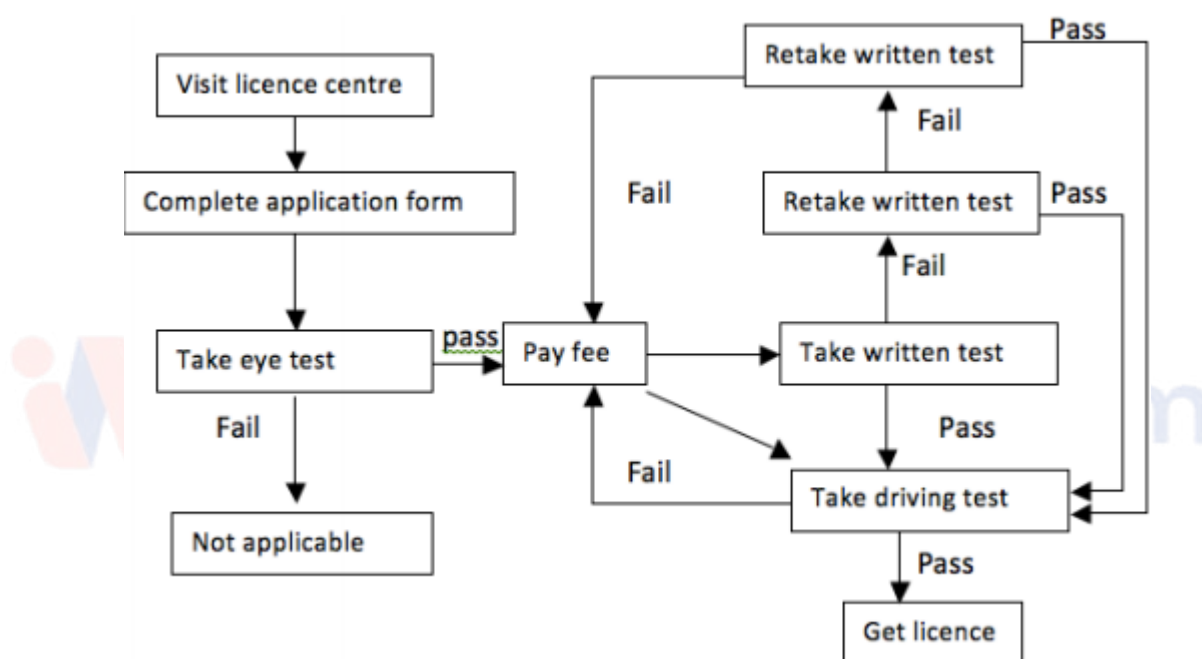 Visit licence centre
Complete application form
Take eye test
Fail
Not applicable
pass
Pay fee
Fail
Fail
Retake written test
Pass
Fail
Retake written test
Pass
Fail
Take written test
Pass
Take driving test
Pass
Get licence